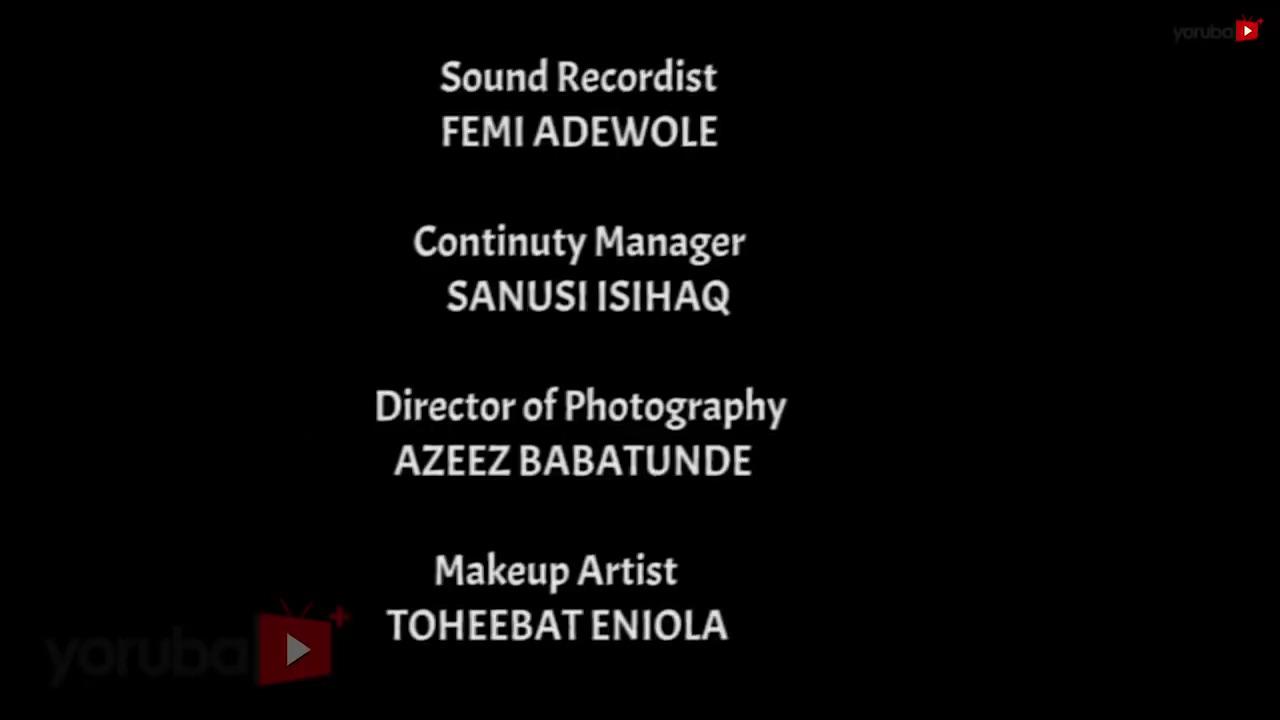 yoruba
Sound Recordist
FEMI ADEWOLE
Continuty Manager
SANUSI ISIHAQ
Director of Photography
AZEEZ BABATUNDE
Makeup Artist
TOHEEBAT ENIOLA
yoruba+